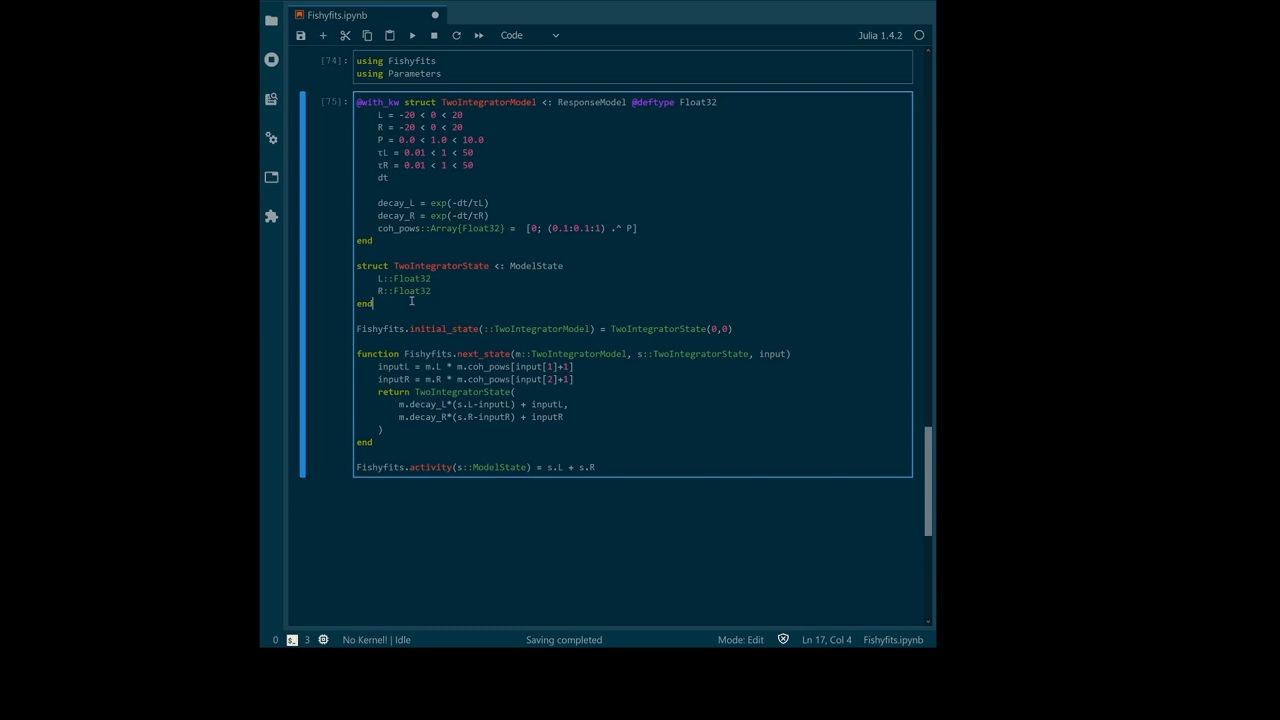 Fishyfits.ipynb
Code
Julia 1.4.2
[74]:
using Fishyfits
using Parameters
[75]:
@with_kw struct TwoIntegratorModel <: ResponseModel @deftype Float32
L = -20 < 0 < 20
R = -20 < 0 < 20
P = 0.0 < 1.0 < 10.0
τL = 0.01 < 1 < 50
τR = 0.01 < 1 < 50
dt
decay_L = exp(-dt/τL)
decay_R = exp(-dt/τR)
coh_pows::Array{Float32} =  [0; (0.1:0.1:1) .^ P]
end
struct TwoIntegratorState <: ModelState
L::Float32
R::Float32
end
Fishyfits.initial_state(::TwoIntegratorModel) = TwoIntegratorState(0,0)
function Fishyfits.next_state(m::TwoIntegratorModel, s::TwoIntegratorState, input)
inputL = m.L * m.coh_pows[input[1]+1]
inputR = m.R * m.coh_pows[input[2]+1]
return TwoIntegratorState(
m.decay_L*(s.L-inputL) + inputL,
m.decay_R*(s.R-inputR) + inputR
)
end
Fishyfits.activity(s::ModelState) = s.L + s.R
0 3 No Kernel! | Idle Saving completed Mode: Edit Ln 17, Col 4 Fishyfits.ipynb